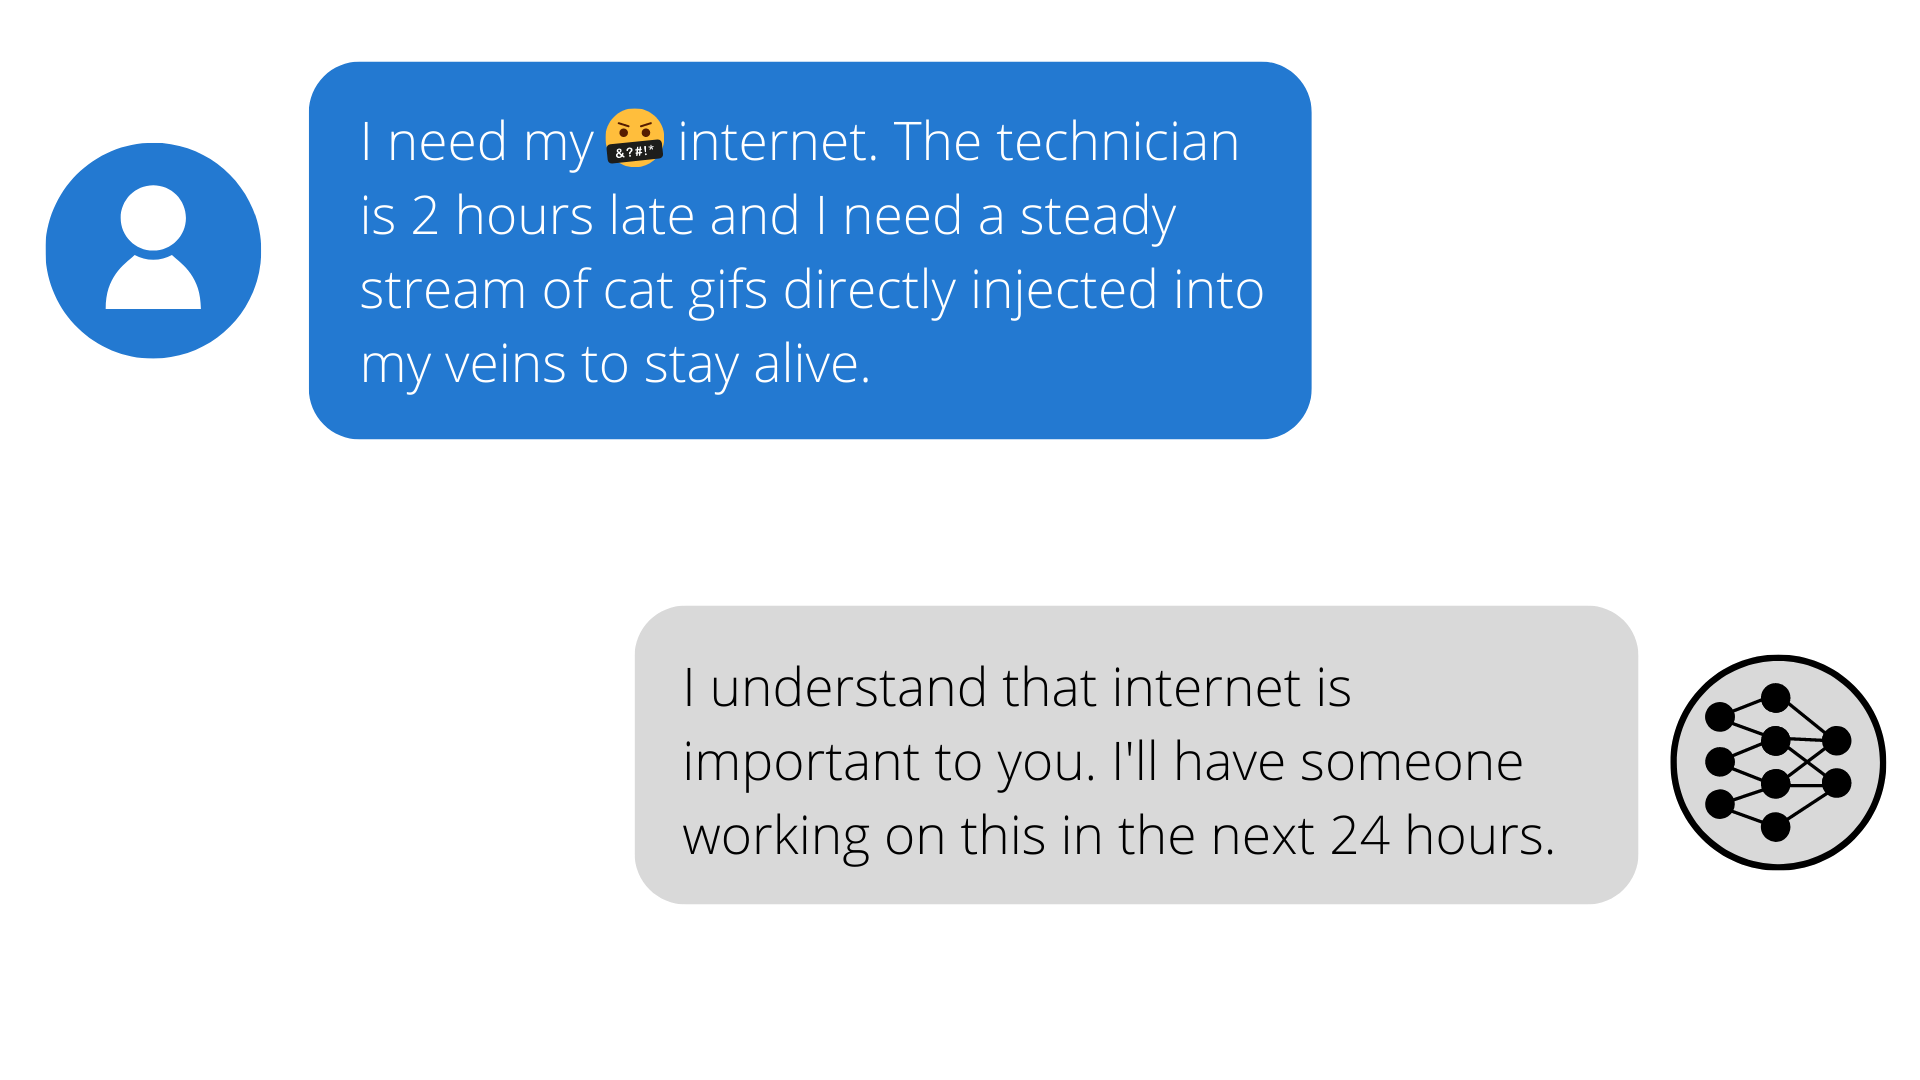 I need my 🤬 internet. The technician
is 2 hours late and I need a steady
stream of cat gifs directly injected into
my veins to stay alive.
I understand that internet is
important to you. I'll have someone
working on this in the next 24 hours.